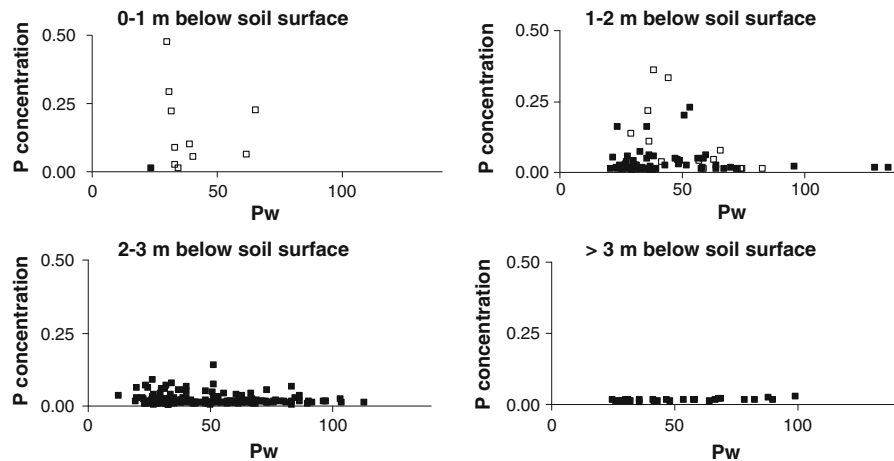 0-1 m below soil surface
P concentration
0.50
0.25
0.00
0
100
Pw
1-2 m below soil surface
P concentration
0.50
0.25
0.00
0
50
100
Pw
2-3 m below soil surface
P concentration
0.50
0.25
0.00
0
50
100
Pw
> 3 m below soil surface
P concentration
0.50
0.25
0.00
0
50
100
Pw